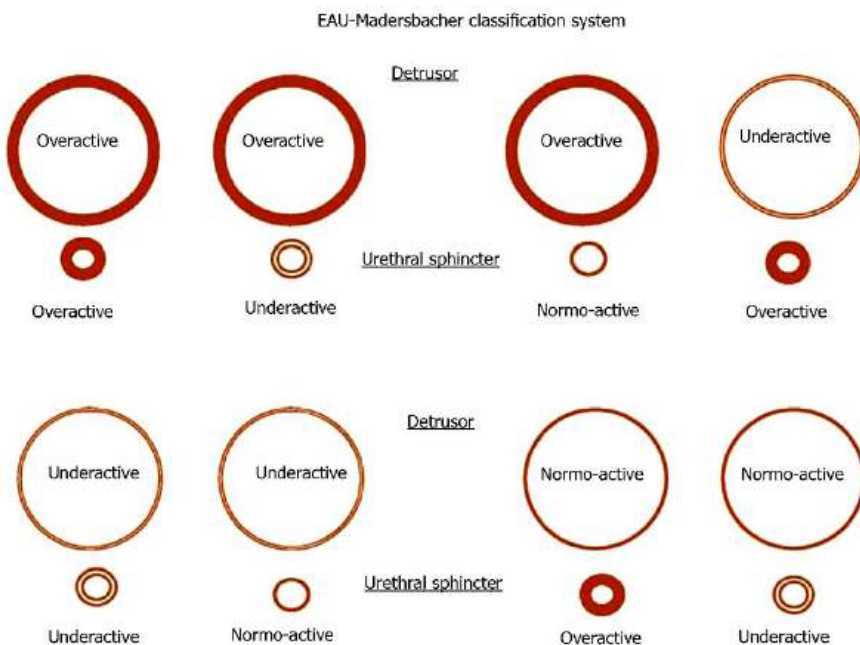 EAU-Madersbacher classification system
Detrusor
Overactive Overactive Overactive Underactive
Urethral sphincter
Overactive Underactive Normo-active Overactive
Detrusor
Underactive Underactive Normo-active Normo-active
Urethral sphincter
Underactive Normo-active Overactive Underactive